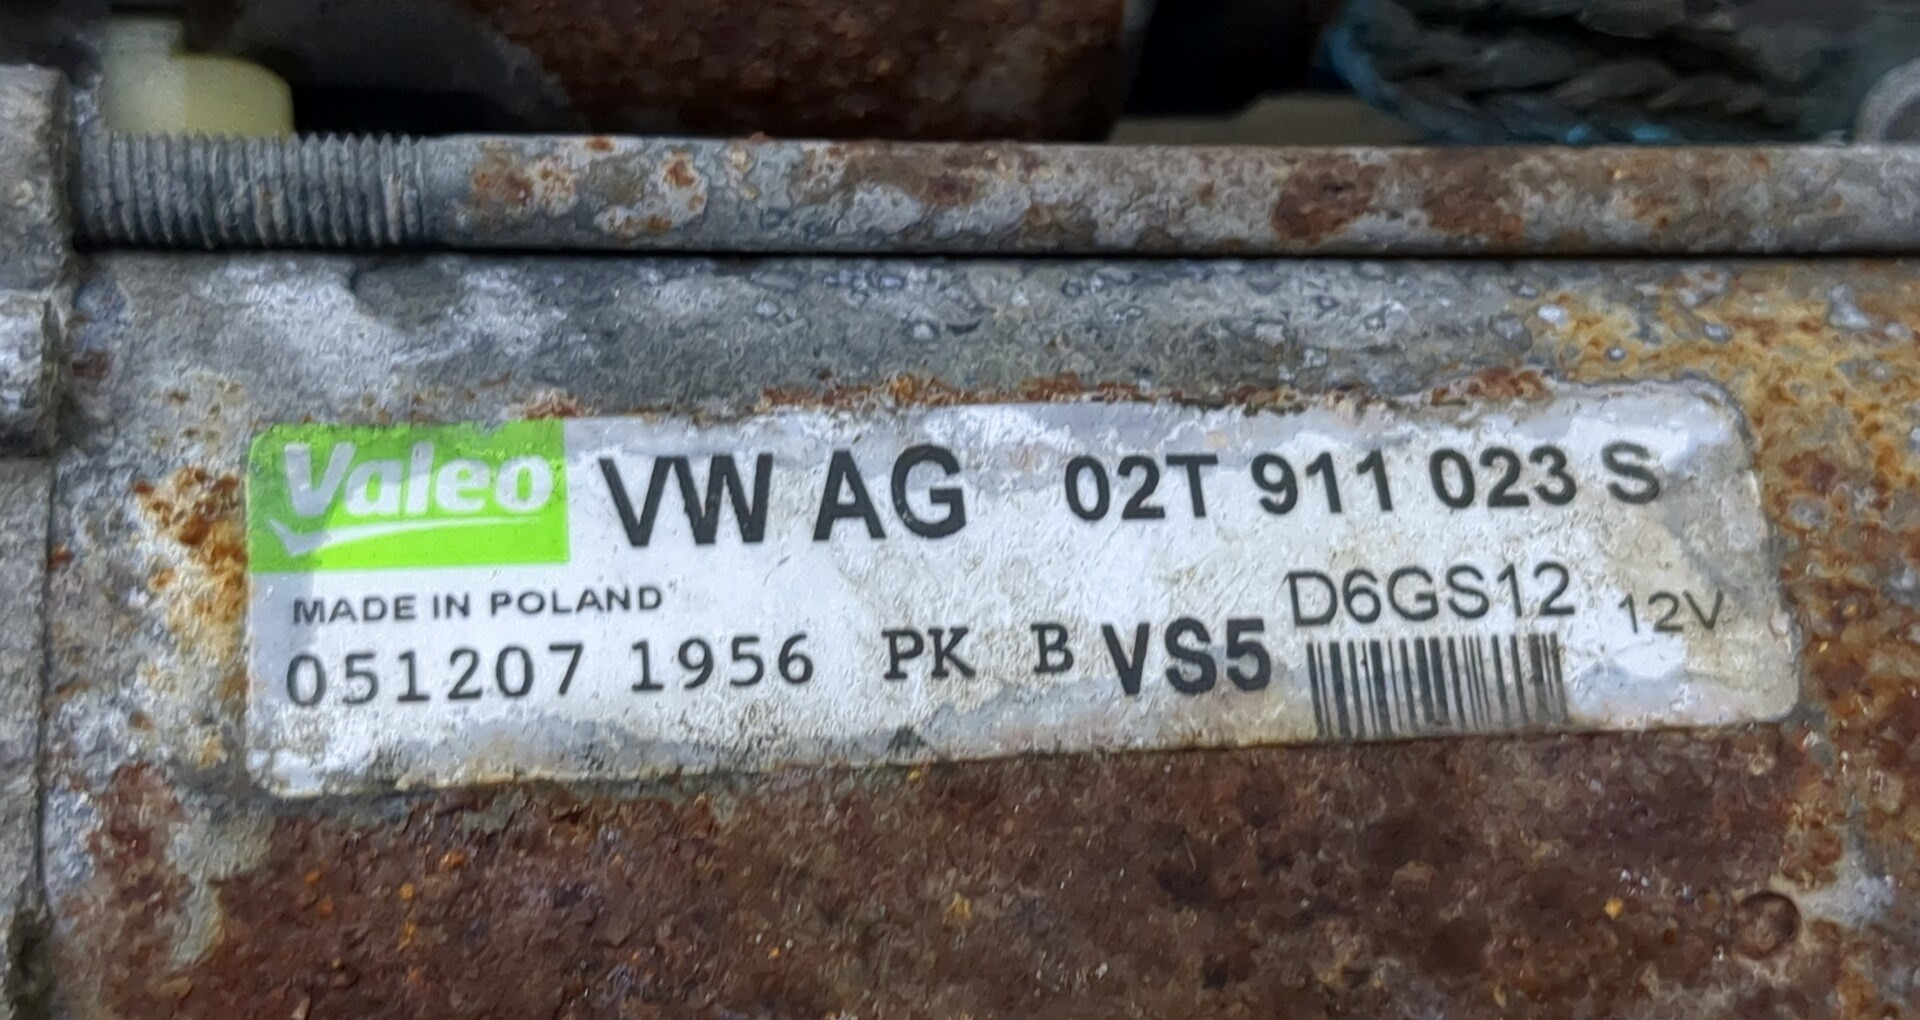 Valeo VW AG 02T 911 023 S
MADE IN POLAND D6GS12 12V
051207 1956 PK B VS5